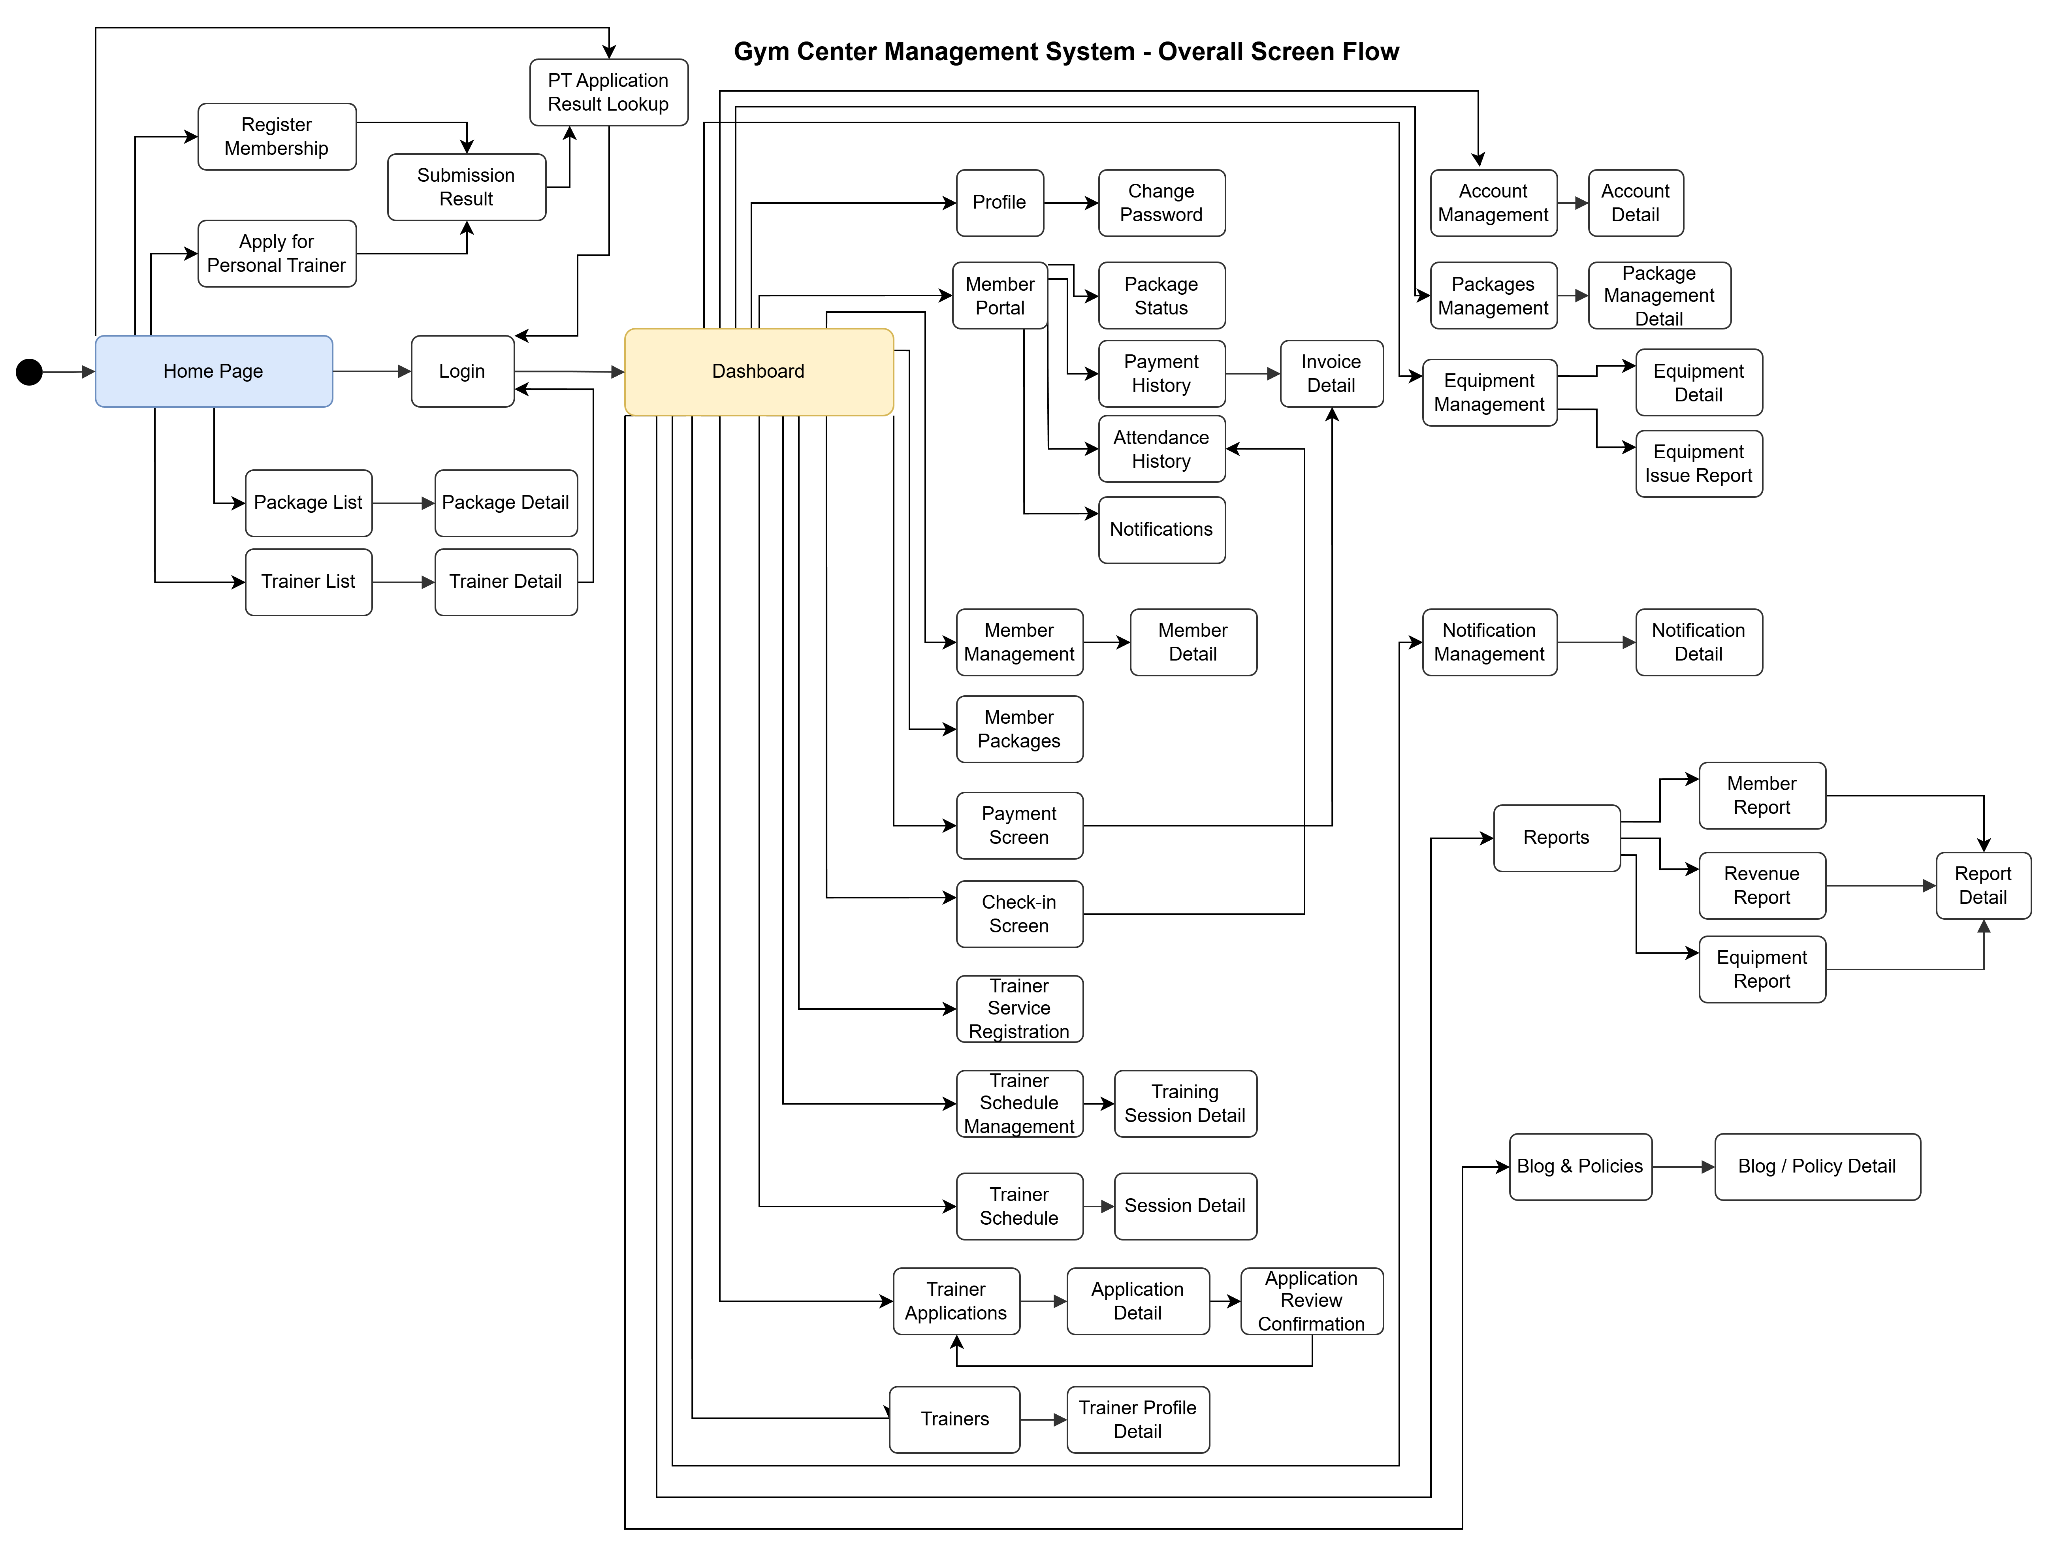 Gym Center Management System - Overall Screen Flow
PT Application
Result Lookup
Register
Membership
Submission
Result
Apply for
Personal Trainer
Home Page
Login
Dashboard
Package List
Package Detail
Trainer List
Trainer Detail
Profile
Change
Password
Member
Portal
Package
Status
Payment
History
Invoice
Detail
Attendance
History
Notifications
Member
Management
Member
Detail
Member
Packages
Payment
Screen
Check-in
Screen
Trainer
Service
Registration
Trainer
Schedule
Management
Training
Session Detail
Trainer
Schedule
Session Detail
Trainer
Applications
Application
Detail
Application
Review
Confirmation
Trainers
Trainer Profile
Detail
Account
Management
Account
Detail
Packages
Management
Package
Management
Detail
Equipment
Management
Equipment
Detail
Equipment
Issue Report
Notification
Management
Notification
Detail
Reports
Member
Report
Revenue
Report
Equipment
Report
Report
Detail
Blog & Policies
Blog / Policy Detail